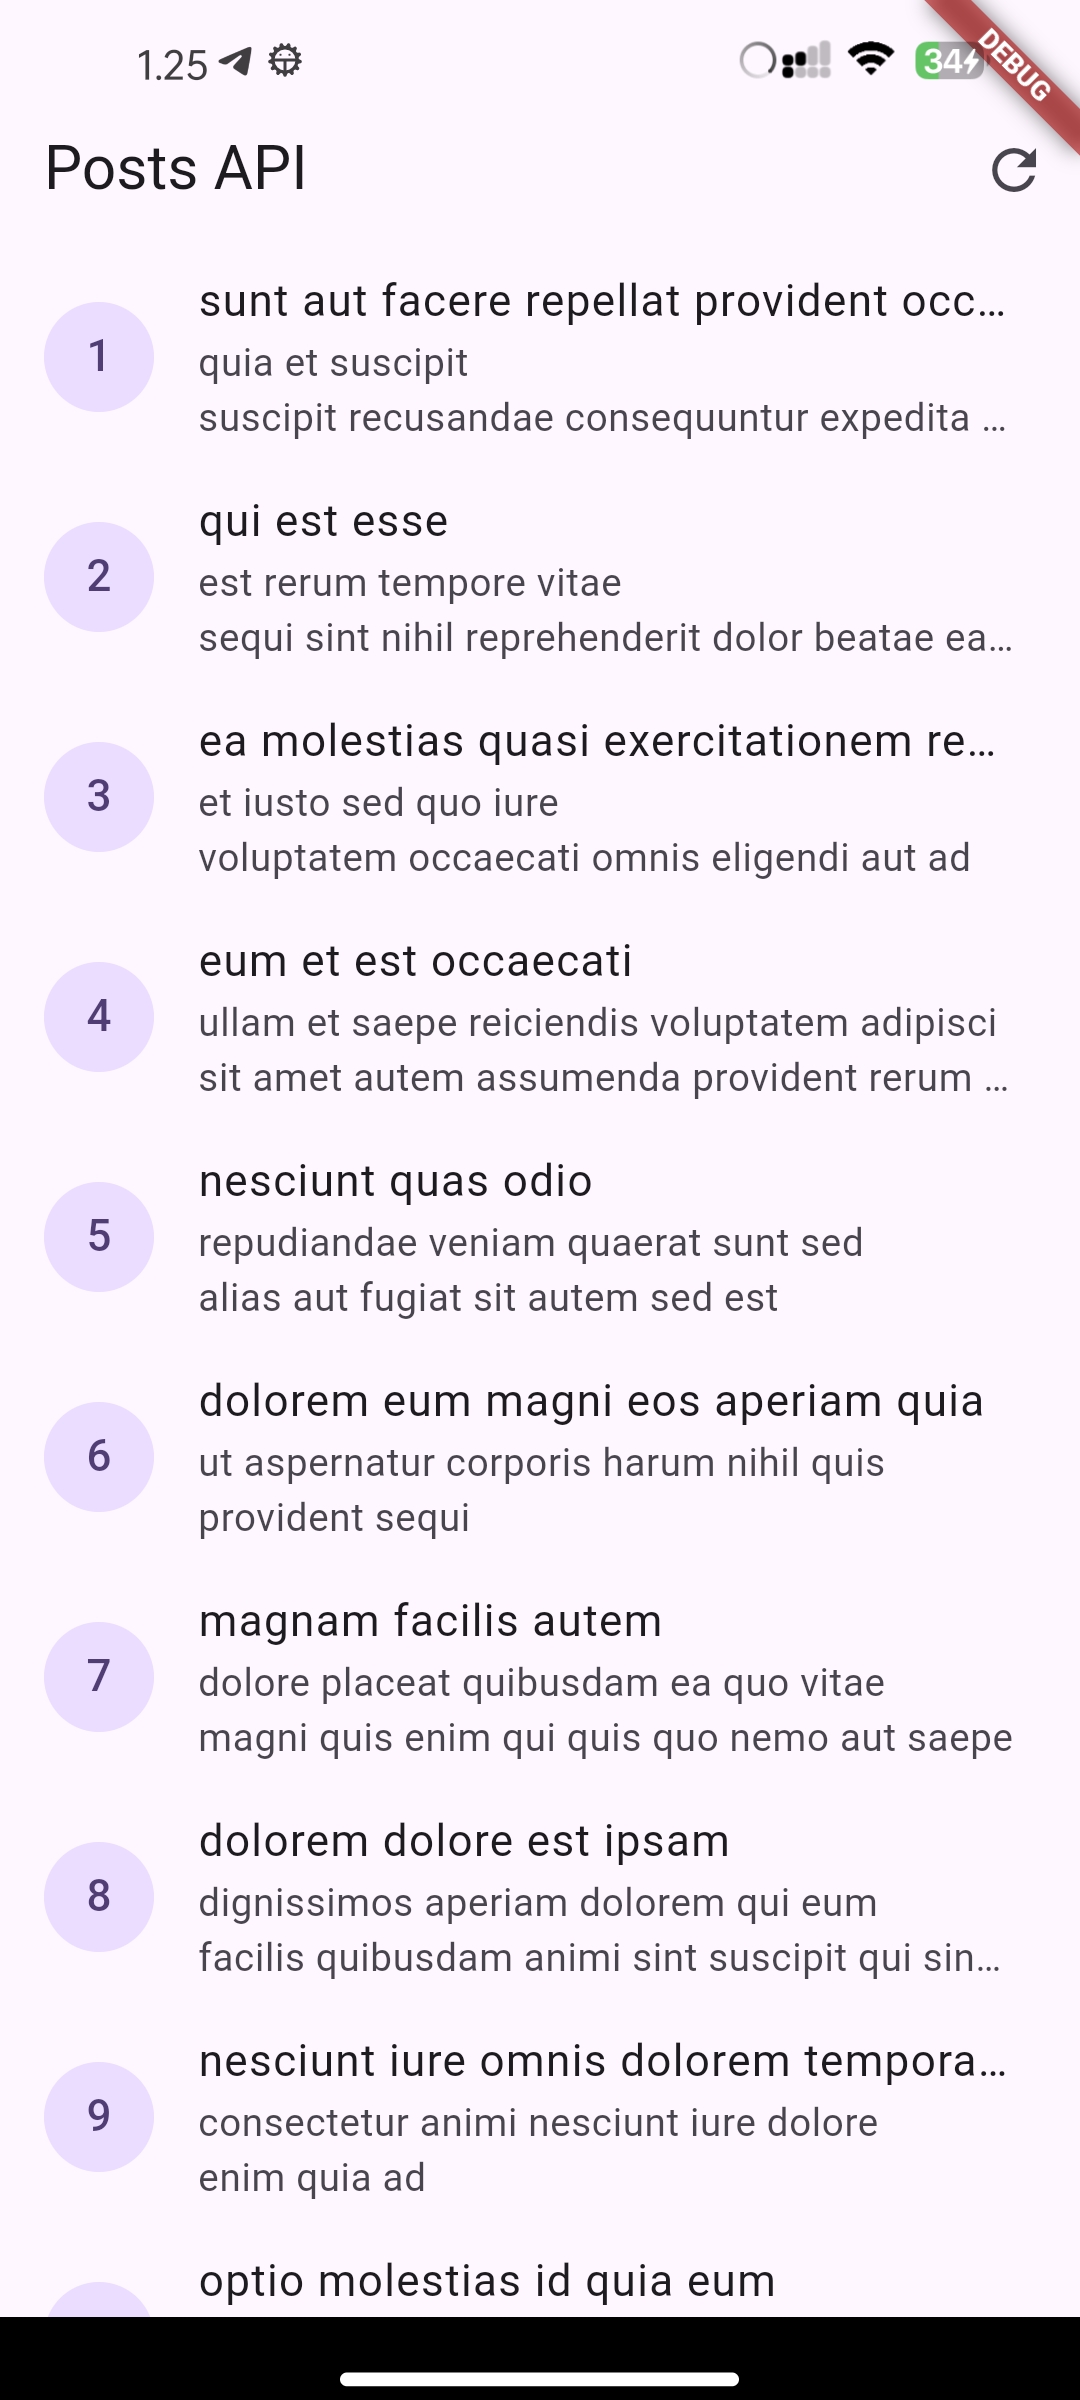 1.25
34
DEBUG
Posts API
1
sunt aut facere repellat provident occ…
quia et suscipit
suscipit recusandae consequuntur expedita …
2
qui est esse
est rerum tempore vitae
sequi sint nihil reprehenderit dolor beatae ea…
3
ea molestias quasi exercitationem re…
et iusto sed quo iure
voluptatem occaecati omnis eligendi aut ad
4
eum et est occaecati
ullam et saepe reiciendis voluptatem adipisci
sit amet autem assumenda provident rerum …
5
nesciunt quas odio
repudiandae veniam quaerat sunt sed
alias aut fugiat sit autem sed est
6
dolorem eum magni eos aperiam quia
ut aspernatur corporis harum nihil quis
provident sequi
7
magnam facilis autem
dolore placeat quibusdam ea quo vitae
magni quis enim qui quis quo nemo aut saepe
8
dolorem dolore est ipsam
dignissimos aperiam dolorem qui eum
facilis quibusdam animi sint suscipit qui sin…
9
nesciunt iure omnis dolorem tempora…
consectetur animi nesciunt iure dolore
enim quia ad
optio molestias id quia eum